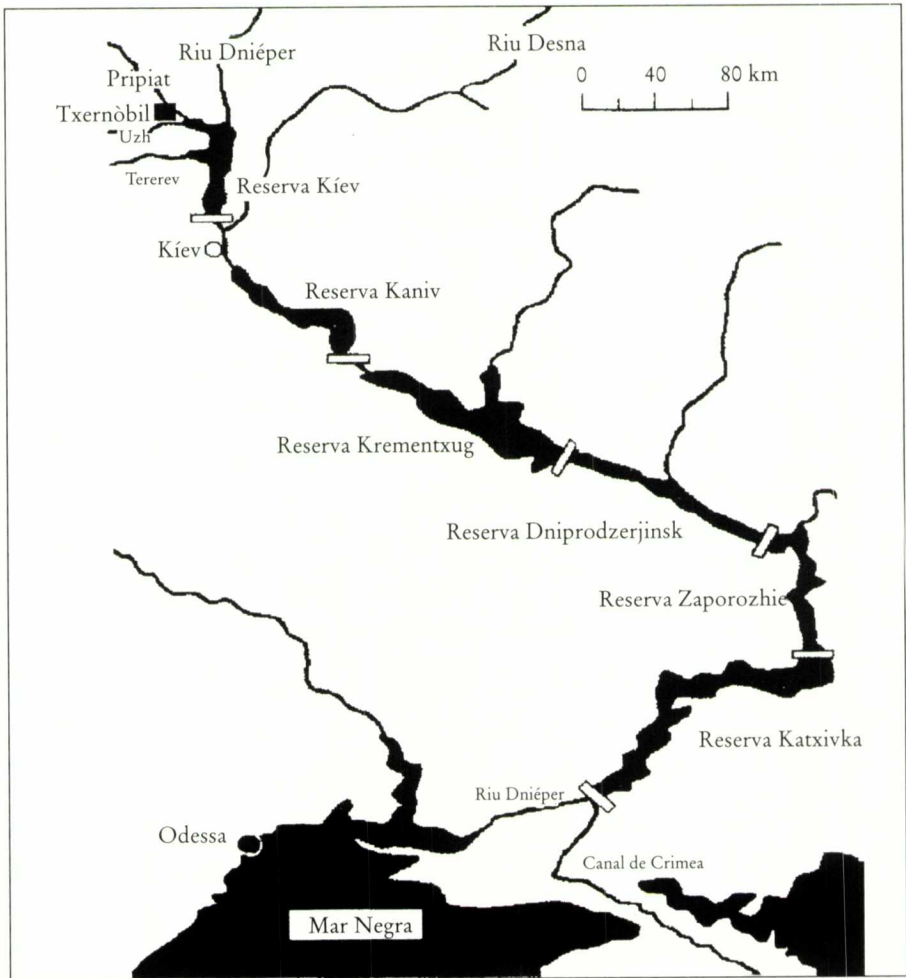 Riu Dniéper
Riu Desna
0 40 80 km
Pripiat
Txernòbil
Uzh
Tererev
Reserva Kíev
Kíev
Reserva Kaniv
Reserva Krementxug
Reserva Dniprodzerjinsk
Reserva Zaporozhie
Reserva Katxivka
Riu Dniéper
Odessa
Canal de Crimea
Mar Negra